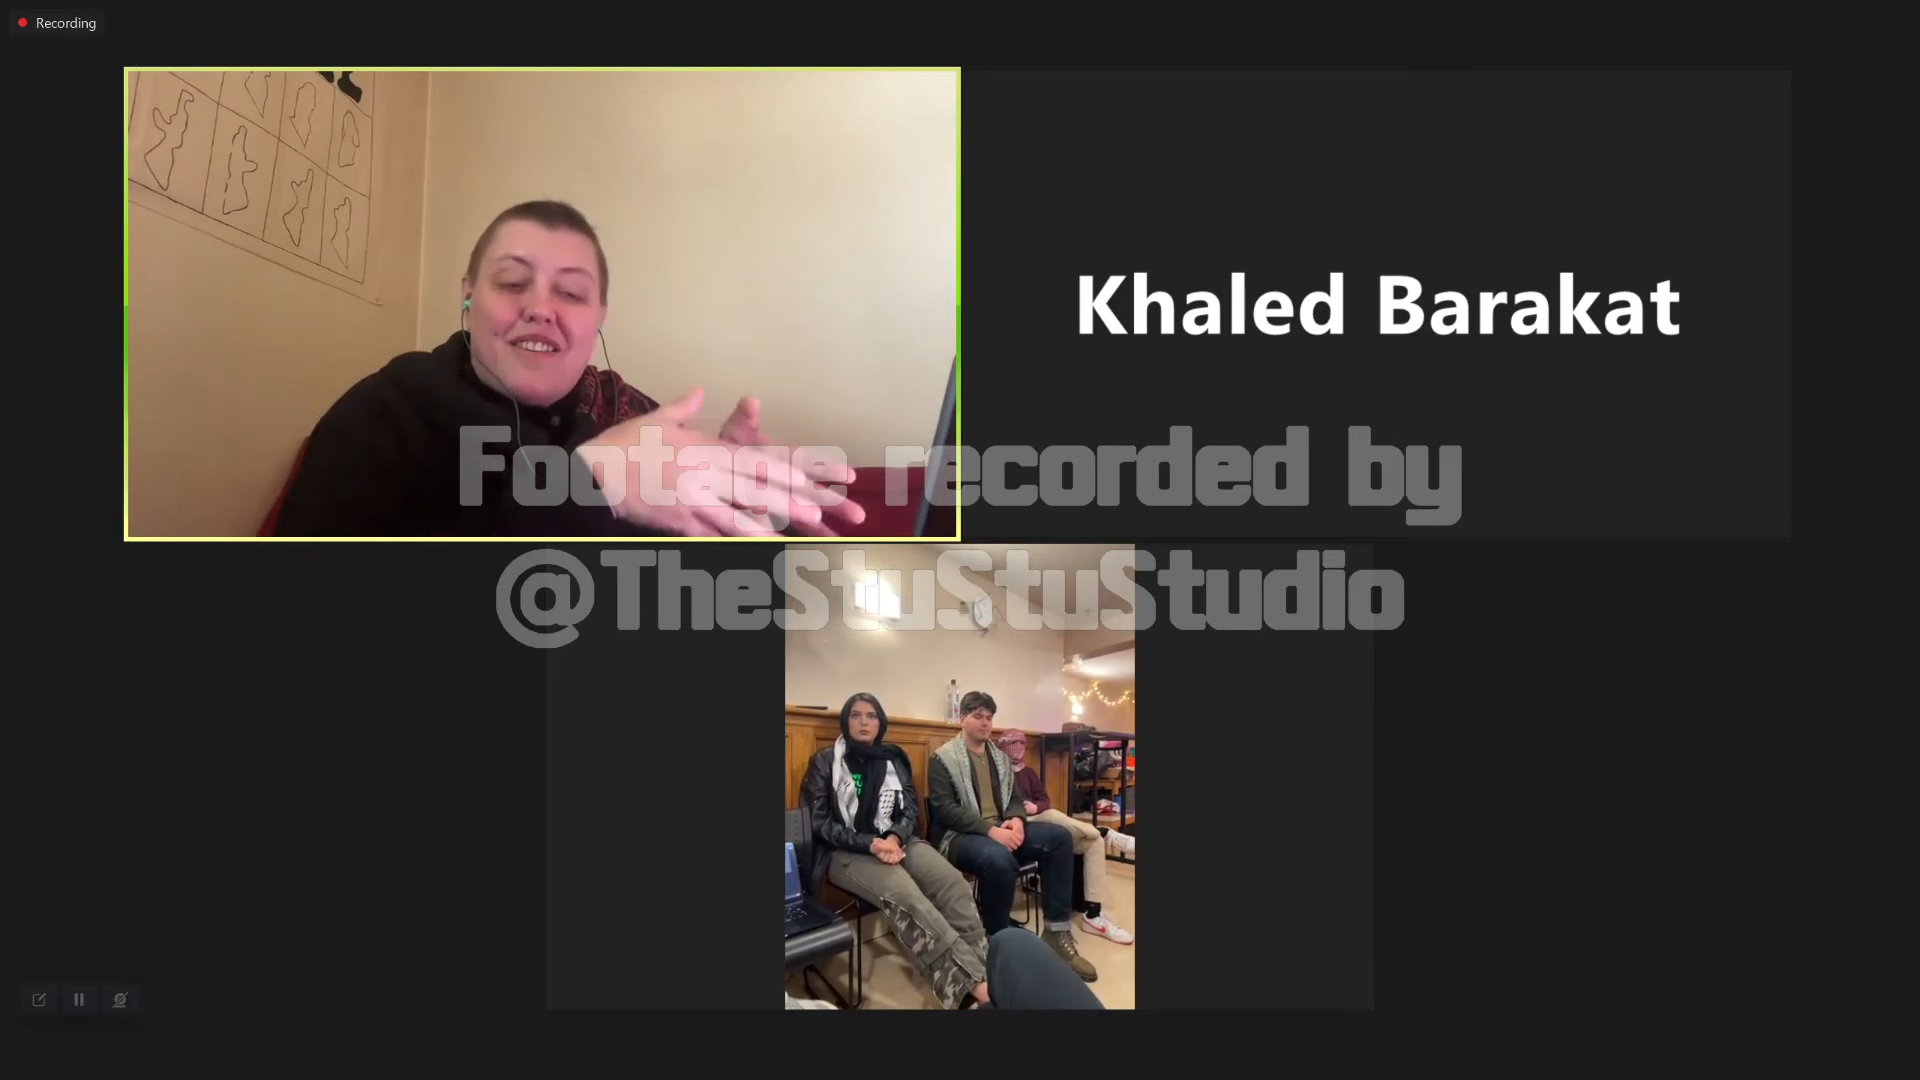 Recording
Khaled Barakat
Footage recorded by
@TheStuStuStudio